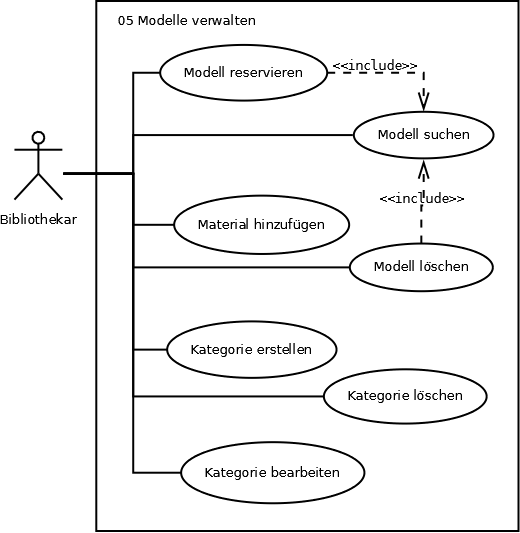 05 Modelle verwalten
Modell reservieren
<<include>>
Modell suchen
<<include>>
Bibliothekar
Material hinzufügen
Modell löschen
Kategorie erstellen
Kategorie löschen
Kategorie bearbeiten